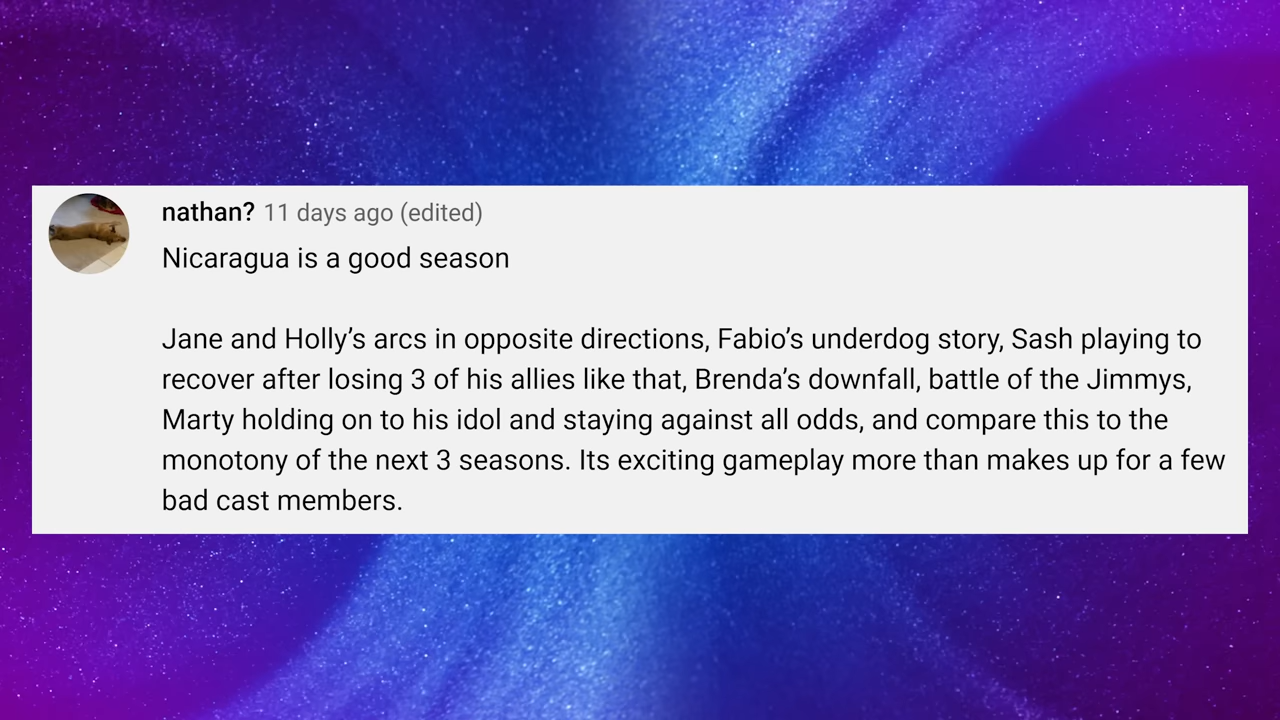 nathan? 11 days ago (edited)
Nicaragua is a good season
Jane and Holly’s arcs in opposite directions, Fabio’s underdog story, Sash playing to
recover after losing 3 of his allies like that, Brenda’s downfall, battle of the Jimmys,
Marty holding on to his idol and staying against all odds, and compare this to the
monotony of the next 3 seasons. Its exciting gameplay more than makes up for a few
bad cast members.